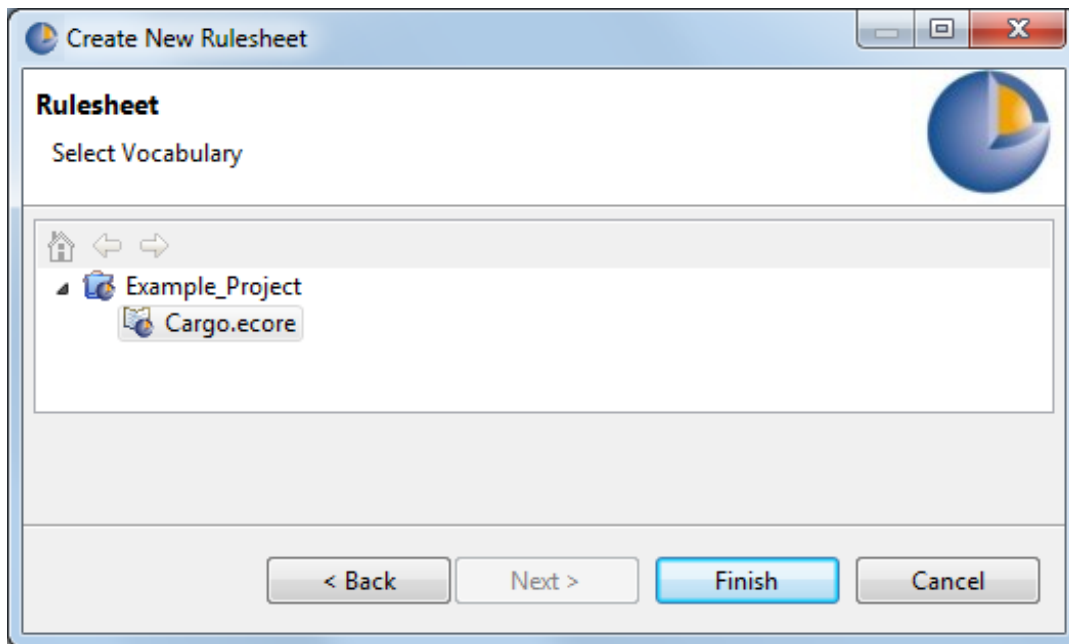 Create New Rulesheet
Rulesheet
Select Vocabulary
Example_Project
Cargo.ecore
< Back Next > Finish Cancel